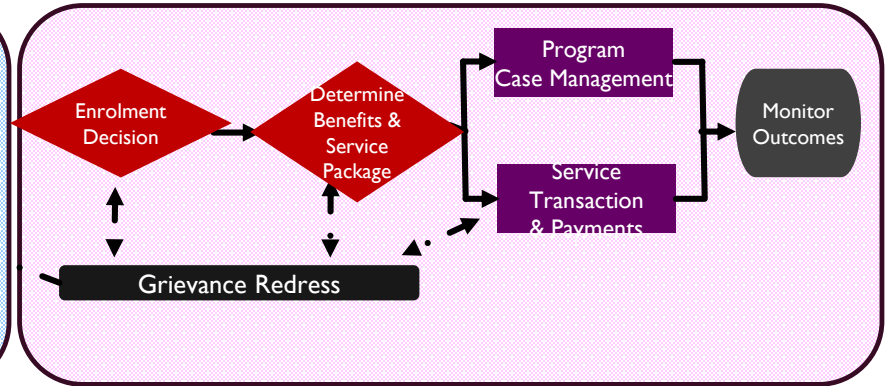 Enrolment
Decision
Determine
Benefits &
Service
Package
Program
Case Management
Service
Transaction
& Payments
Monitor
Outcomes
Grievance Redress